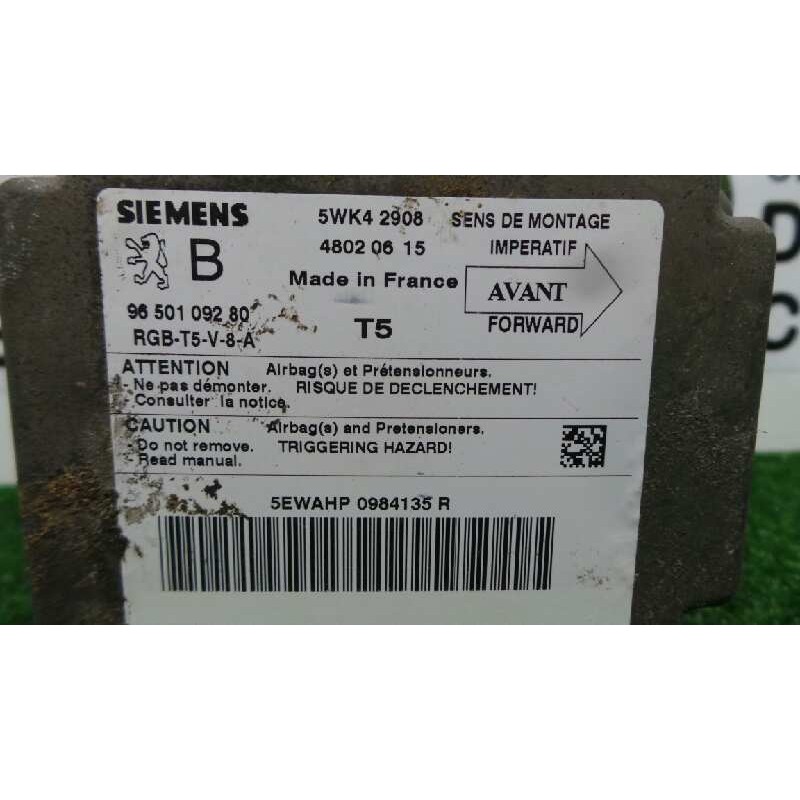 SIEMENS 5WK4 2908 SENS DE MONTAGE
B 4802 06 15 IMPERATIF
Made in France AVANT
96 501 092 80 T5 FORWARD
RGB-T5-V-8-A
ATTENTION Airbag(s) et Prétensionneurs.
- Ne pas démonter. RISQUE DE DECLENCHEMENT!
Consulter la notice.
CAUTION Airbag(s) and Pretensioners.
- Do not remove. TRIGGERING HAZARD!
Read manual.
5EWAHP 0984135 R